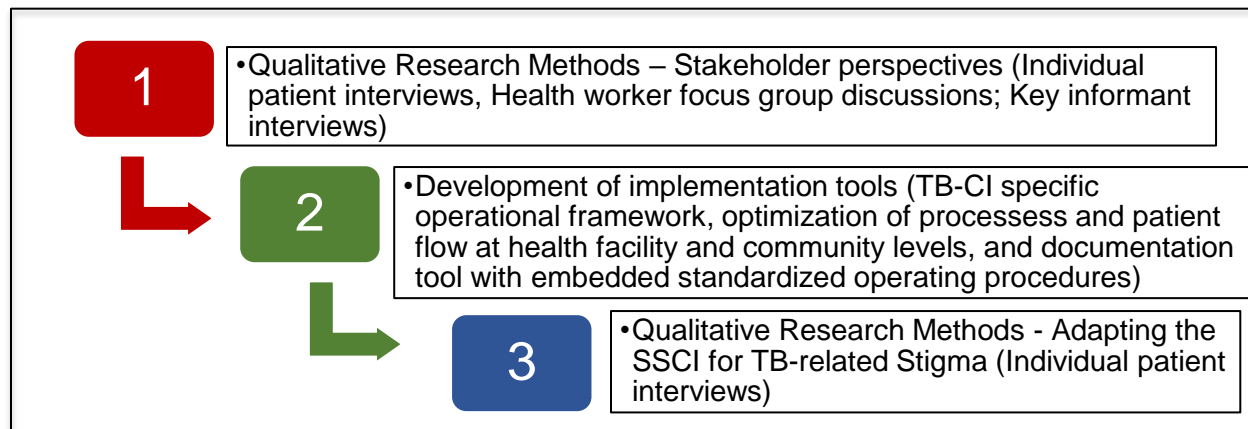 1
•Qualitative Research Methods – Stakeholder perspectives (Individual
patient interviews, Health worker focus group discussions; Key informant
interviews)
2
•Development of implementation tools (TB-CI specific
operational framework, optimization of processess and patient
flow at health facility and community levels, and documentation
tool with embedded standardized operating procedures)
3
•Qualitative Research Methods - Adapting the
SSCI for TB-related Stigma (Individual patient
interviews)